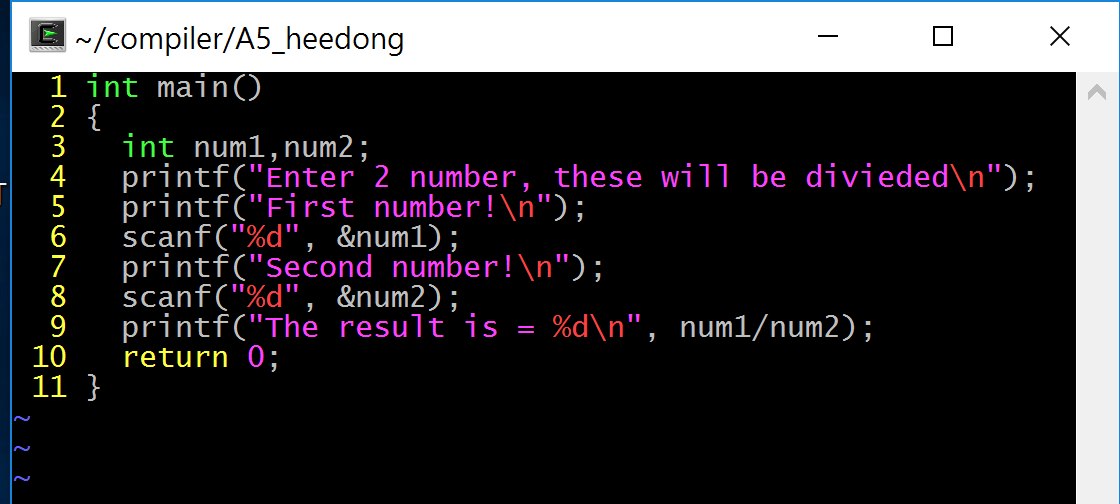 ~/compiler/A5_heedong
1 int main()
2 {
3   int num1,num2;
4   printf("Enter 2 number, these will be divieded\n");
5   printf("First number!\n");
6   scanf("%d", &num1);
7   printf("Second number!\n");
8   scanf("%d", &num2);
9   printf("The result is = %d\n", num1/num2);
10   return 0;
11 }
~
~
~